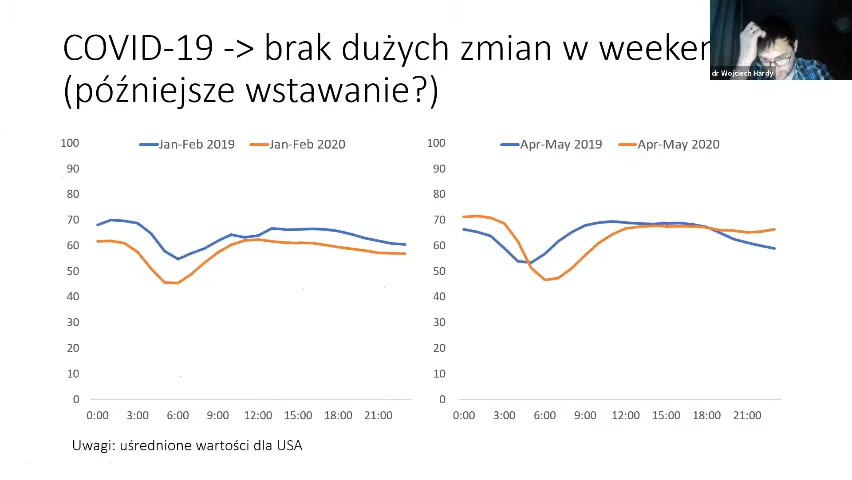 COVID-19 -> brak dużych zmian w weeken
(późniejsze wstawanie?)
dr Wojciech Hardy
Jan-Feb 2019 Jan-Feb 2020
100
90
80
70
60
50
40
30
20
10
0
0:00 3:00 6:00 9:00 12:00 15:00 18:00 21:00
Apr-May 2019 Apr-May 2020
100
90
80
70
60
50
40
30
20
10
0
0:00 3:00 6:00 9:00 12:00 15:00 18:00 21:00
Uwagi: uśrednione wartości dla USA